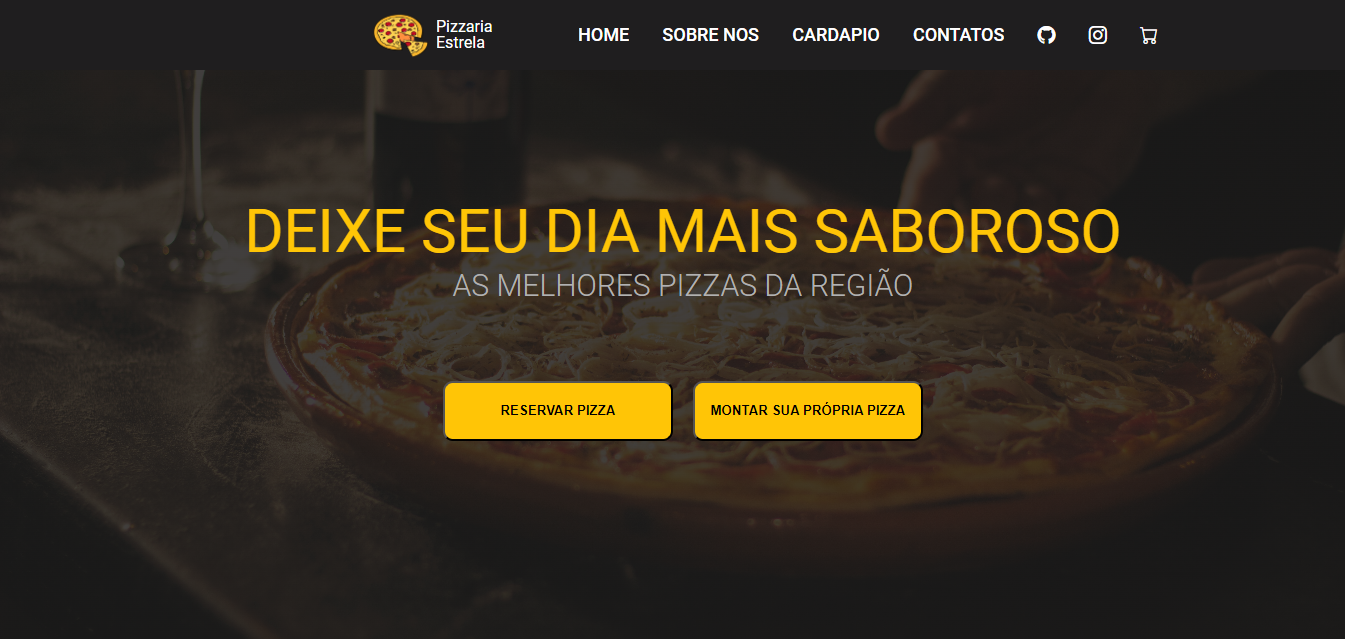 Pizzaria
Estrela
HOME SOBRE NOS CARDAPIO CONTATOS
DEIXE SEU DIA MAIS SABOROSO
AS MELHORES PIZZAS DA REGIÃO
RESERVAR PIZZA MONTAR SUA PRÓPRIA PIZZA